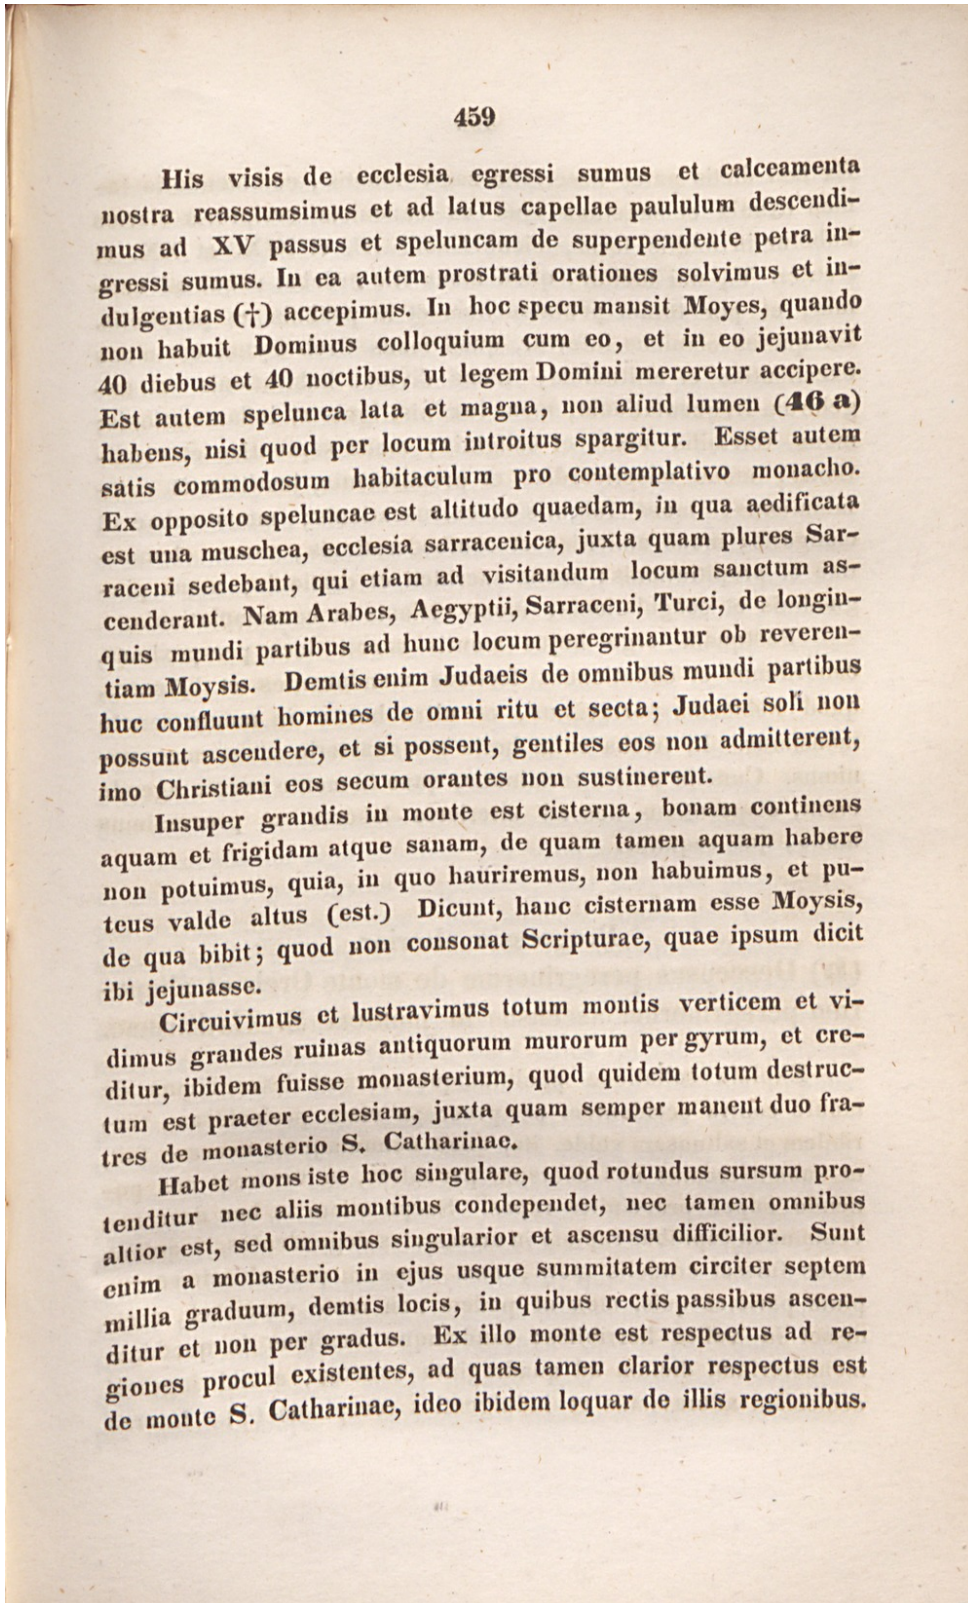 459
His visis de ecclesia egressi sumus et calceamenta
nostra reassumsimus et ad latus capellae paululum descendi-
mus ad XV passus et speluncam de superpendente petra in-
gressi sumus. In ea autem prostrati orationes solvimus et in-
dulgentias (†) accepimus. In hoc specu mansit Moyes, quando
non habuit Dominus colloquium cum eo, et in eo jejunavit
40 diebus et 40 noctibus, ut legem Domini mereretur accipere.
Est autem spelunca lata et magna, non aliud lumen (46 a)
habens, nisi quod per locum introitus spargitur. Esset autem
satis commodosum habitaculum pro contemplativo monacho.
Ex opposito speluncae est altitudo quaedam, in qua aedificata
est una muschea, ecclesia sarracenica, juxta quam plures Sar-
raceni sedebant, qui etiam ad visitandum locum sanctum as-
cenderant. Nam Arabes, Aegyptii, Sarraceni, Turci, de longin-
quis mundi partibus ad hunc locum peregrinantur ob reveren-
tiam Moysis. Demtis enim Judaeis de omnibus mundi partibus
huc confluunt homines de omni ritu et secta; Judaei soli non
possunt ascendere, et si possent, gentiles eos non admitterent,
imo Christiani eos secum orantes non sustinerent.
Insuper grandis in monte est cisterna, bonam continens
aquam et frigidam atque sanam, de quam tamen aquam habere
non potuimus, quia, in quo hauriremus, non habuimus, et pu-
teus valde altus (est.) Dicunt, hanc cisternam esse Moysis,
de qua bibit; quod non consonat Scripturae, quae ipsum dicit
ibi jejunasse.
Circuivimus et lustravimus totum montis verticem et vi-
dimus grandes ruinas antiquorum murorum per gyrum, et cre-
ditur, ibidem fuisse monasterium, quod quidem totum destruc-
tum est praeter ecclesiam, juxta quam semper manent duo fra-
tres de monasterio S. Catharinae.
Habet mons iste hoc singulare, quod rotundus sursum pro-
tenditur nec aliis montibus condependet, nec tamen omnibus
altior est, sed omnibus singularior et ascensu difficilior. Sunt
enim a monasterio in ejus usque summitatem circiter septem
millia graduum, demtis locis, in quibus rectis passibus ascen-
ditur et non per gradus. Ex illo monte est respectus ad re-
giones procul existentes, ad quas tamen clarior respectus est
de monte S. Catharinae, ideo ibidem loquar de illis regionibus.